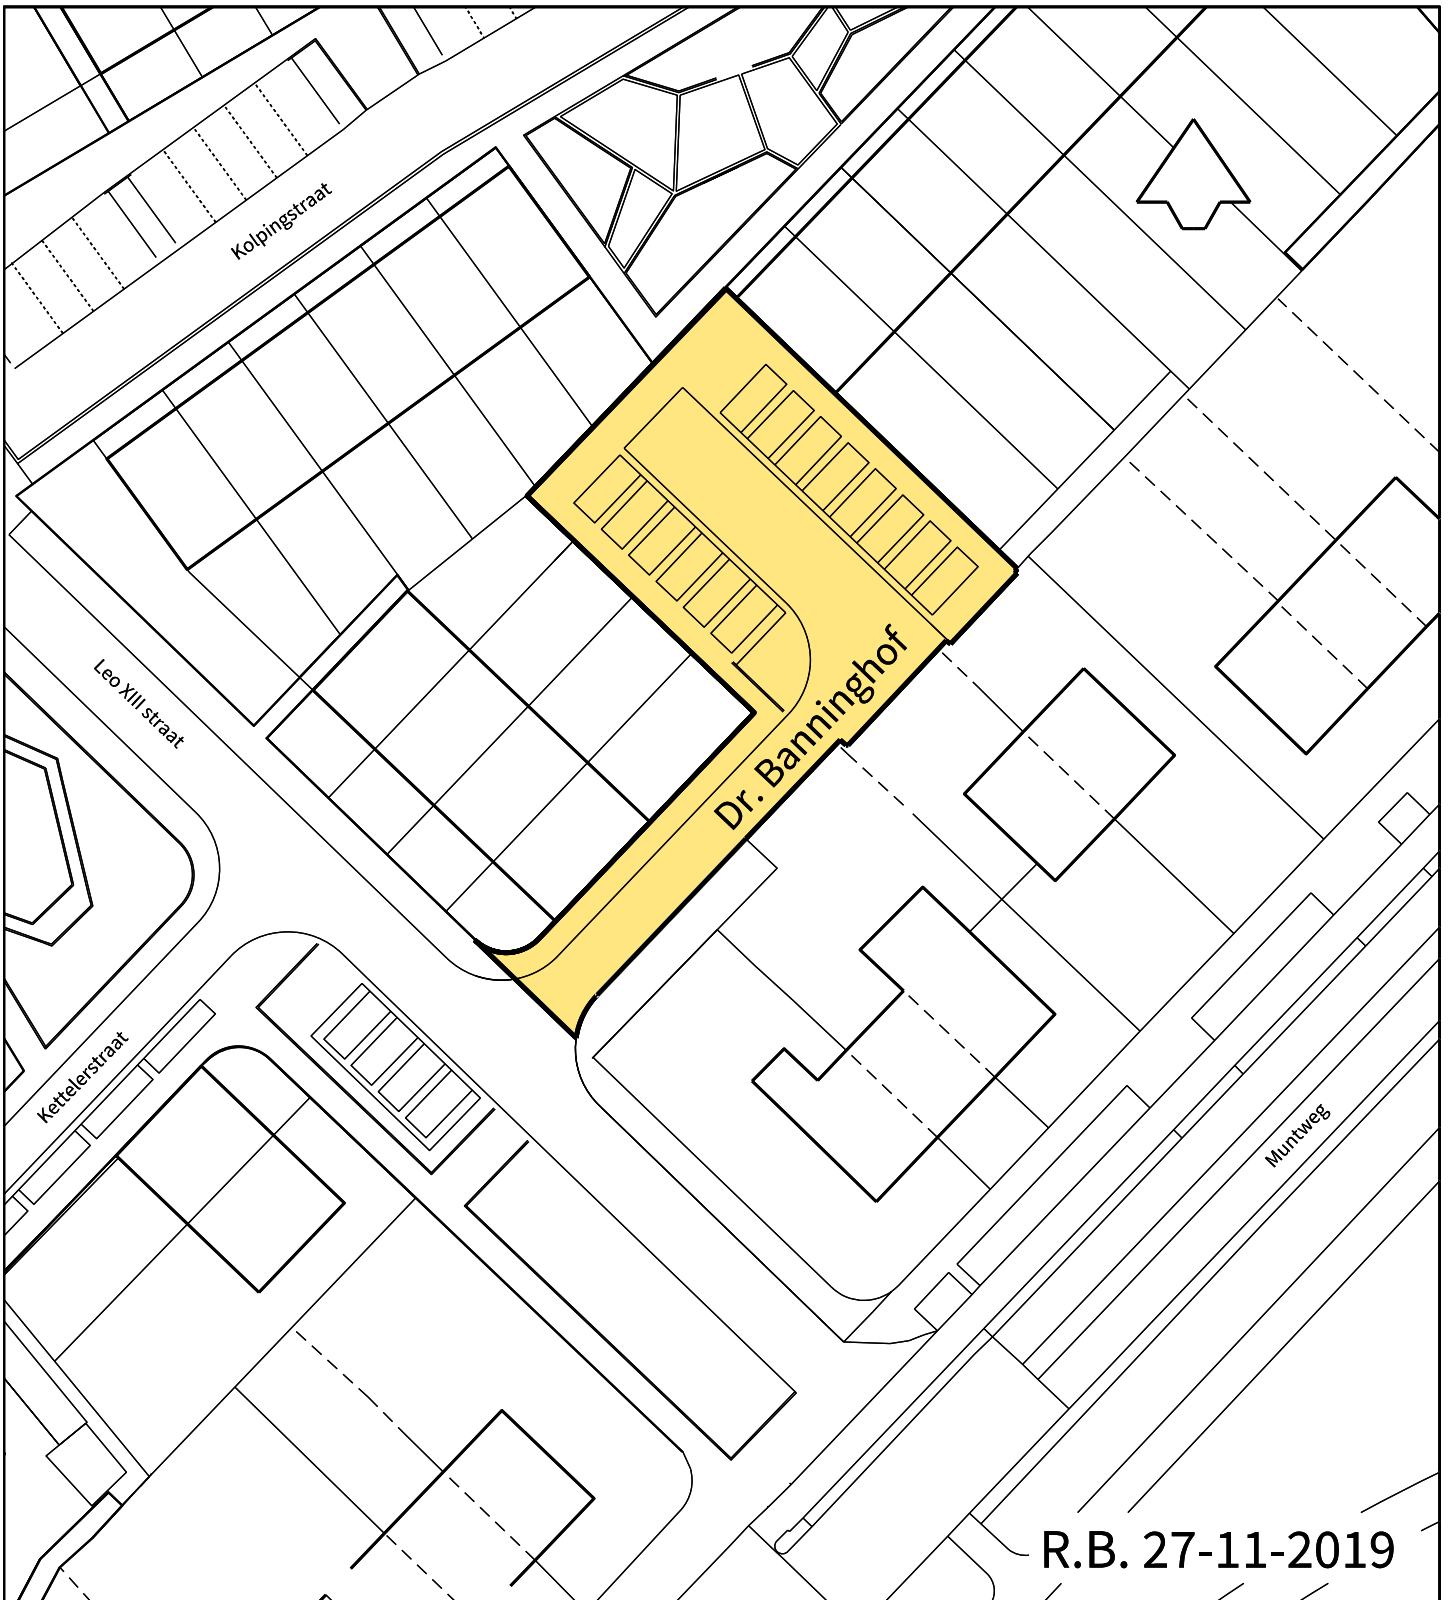 Kolpingstraat
Leo XIII straat
Dr. Banninghof
Kettelerstraat
Muntweg
R.B. 27-11-2019